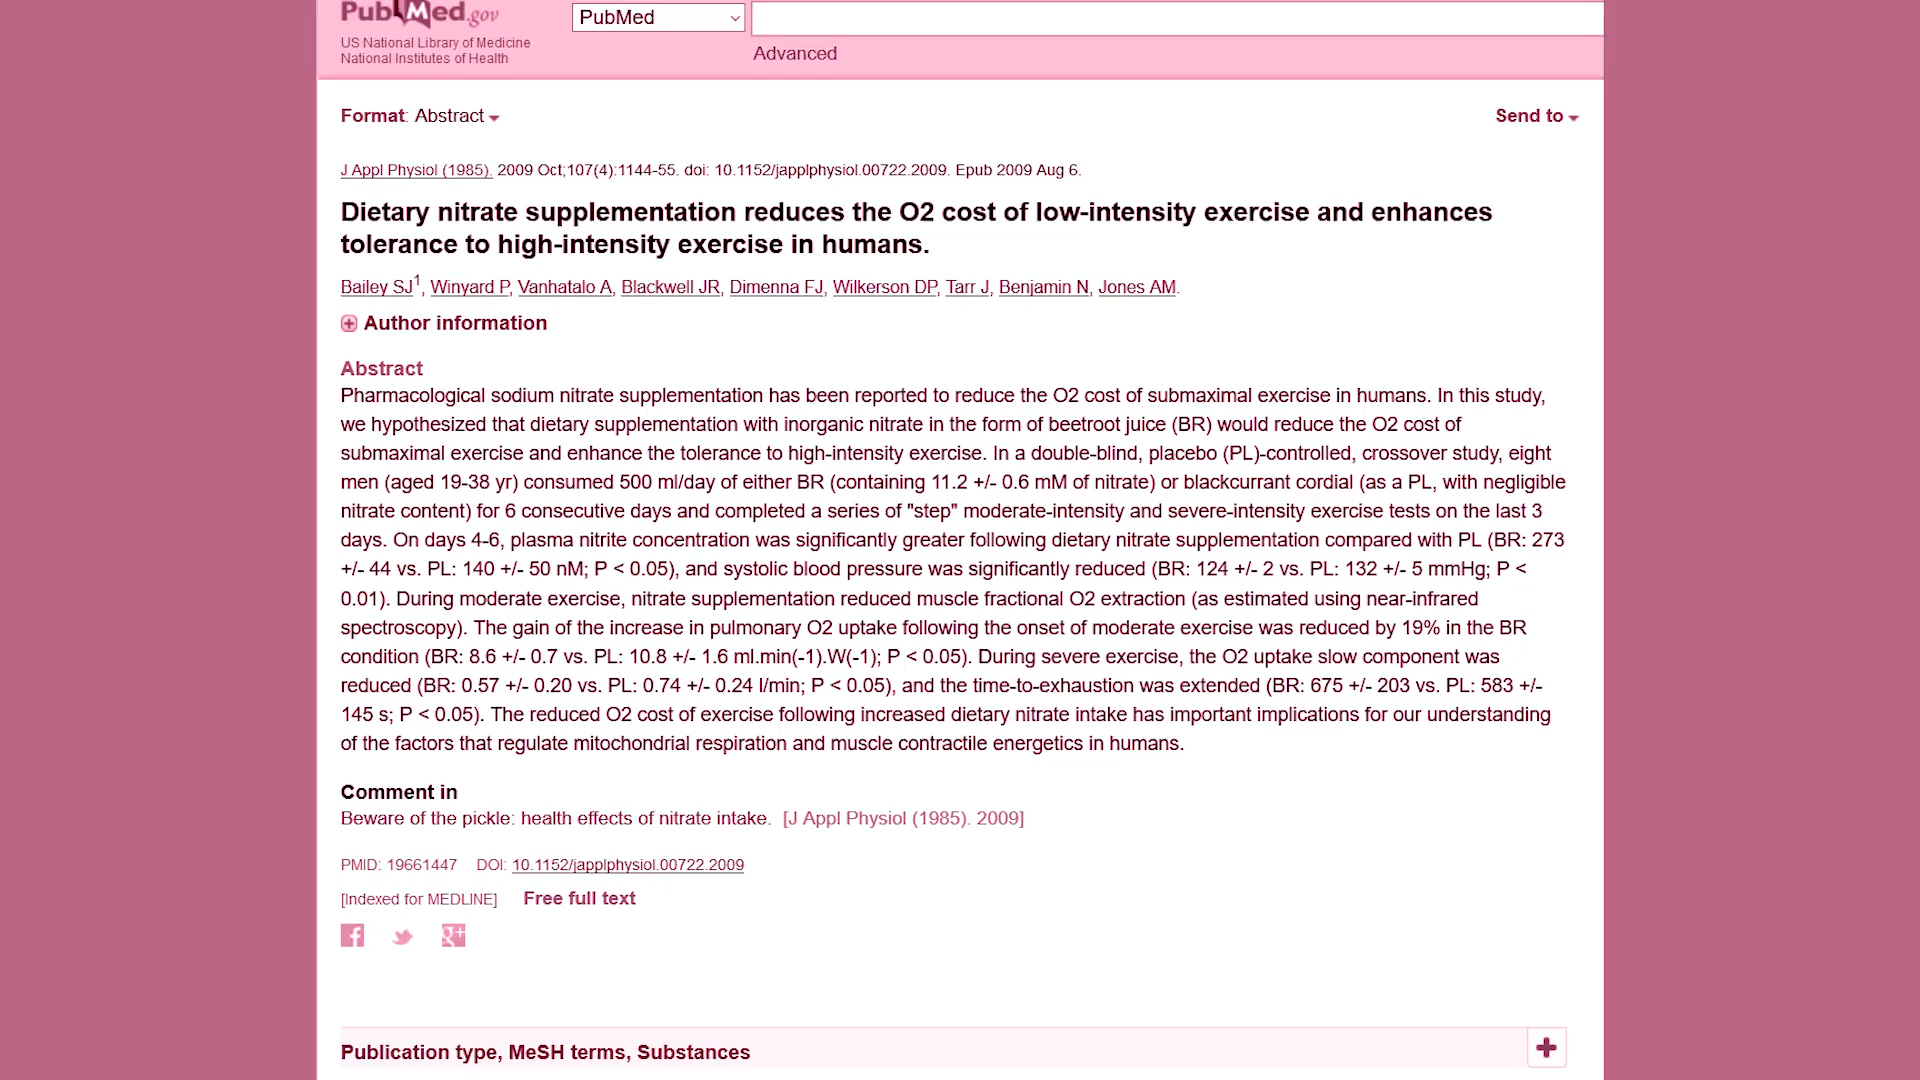 PubMed.gov
US National Library of Medicine
National Institutes of Health
PubMed
Advanced
Format: Abstract
Send to
J Appl Physiol (1985). 2009 Oct;107(4):1144-55. doi: 10.1152/japplphysiol.00722.2009. Epub 2009 Aug 6.
Dietary nitrate supplementation reduces the O2 cost of low-intensity exercise and enhances
tolerance to high-intensity exercise in humans.
Bailey SJ1, Winyard P, Vanhatalo A, Blackwell JR, Dimenna FJ, Wilkerson DP, Tarr J, Benjamin N, Jones AM.
Author information
Abstract
Pharmacological sodium nitrate supplementation has been reported to reduce the O2 cost of submaximal exercise in humans. In this study,
we hypothesized that dietary supplementation with inorganic nitrate in the form of beetroot juice (BR) would reduce the O2 cost of
submaximal exercise and enhance the tolerance to high-intensity exercise. In a double-blind, placebo (PL)-controlled, crossover study, eight
men (aged 19-38 yr) consumed 500 ml/day of either BR (containing 11.2 +/- 0.6 mM of nitrate) or blackcurrant cordial (as a PL, with negligible
nitrate content) for 6 consecutive days and completed a series of "step" moderate-intensity and severe-intensity exercise tests on the last 3
days. On days 4-6, plasma nitrite concentration was significantly greater following dietary nitrate supplementation compared with PL (BR: 273
+/- 44 vs. PL: 140 +/- 50 nM; P < 0.05), and systolic blood pressure was significantly reduced (BR: 124 +/- 2 vs. PL: 132 +/- 5 mmHg; P <
0.01). During moderate exercise, nitrate supplementation reduced muscle fractional O2 extraction (as estimated using near-infrared
spectroscopy). The gain of the increase in pulmonary O2 uptake following the onset of moderate exercise was reduced by 19% in the BR
condition (BR: 8.6 +/- 0.7 vs. PL: 10.8 +/- 1.6 ml.min(-1).W(-1); P < 0.05). During severe exercise, the O2 uptake slow component was
reduced (BR: 0.57 +/- 0.20 vs. PL: 0.74 +/- 0.24 l/min; P < 0.05), and the time-to-exhaustion was extended (BR: 675 +/- 203 vs. PL: 583 +/-
145 s; P < 0.05). The reduced O2 cost of exercise following increased dietary nitrate intake has important implications for our understanding
of the factors that regulate mitochondrial respiration and muscle contractile energetics in humans.
Comment in
Beware of the pickle: health effects of nitrate intake. [J Appl Physiol (1985). 2009]
PMID: 19661447 DOI: 10.1152/japplphysiol.00722.2009
[Indexed for MEDLINE] Free full text
f g+
Publication type, MeSH terms, Substances